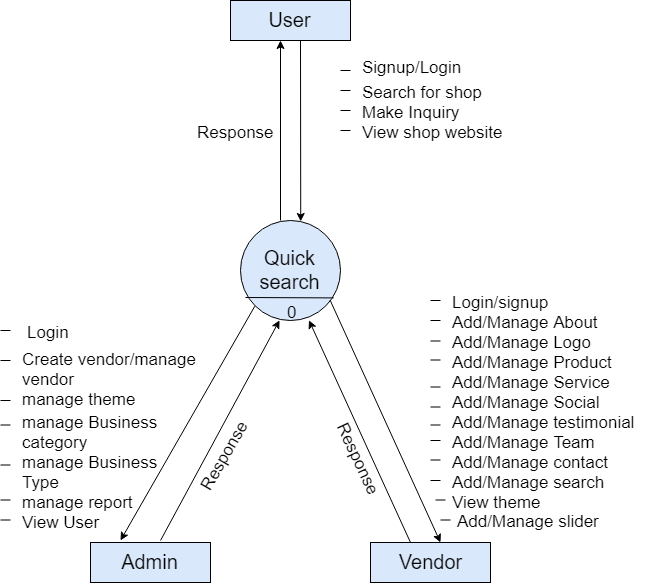 User
Signup/Login
Search for shop
Make Inquiry
View shop website
Response
Quick
search
0
Login
Create vendor/manage
vendor
manage theme
manage Business
category
manage Business
Type
manage report
View User
Response
Response
Login/signup
Add/Manage About
Add/Manage Logo
Add/Manage Product
Add/Manage Service
Add/Manage Social
Add/Manage testimonial
Add/Manage Team
Add/Manage contact
Add/Manage search
View theme
Add/Manage slider
Admin
Vendor